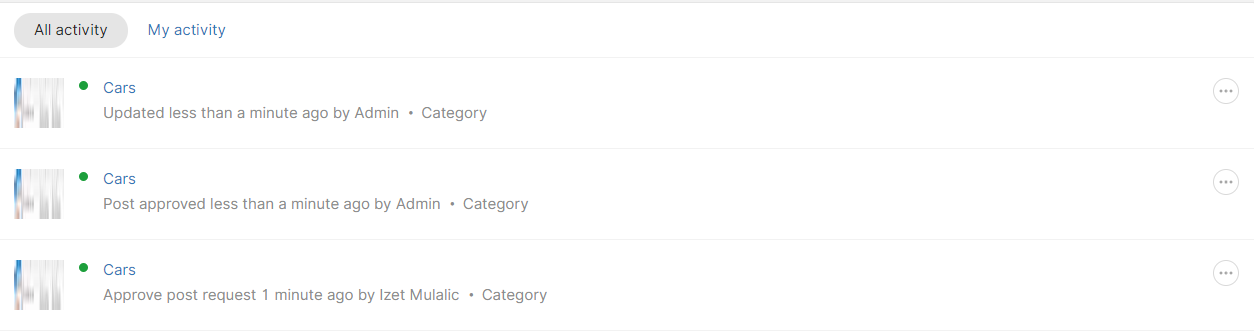 All activity My activity
Cars
Updated less than a minute ago by Admin • Category
Cars
Post approved less than a minute ago by Admin • Category
Cars
Approve post request 1 minute ago by Izet Mulalic • Category